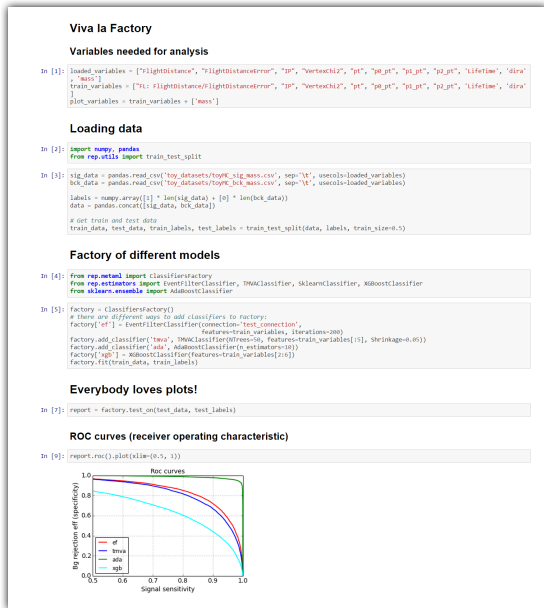 Viva la Factory
Variables needed for analysis
In [1]: loaded_variables = ["FlightDistance", "FlightDistanceError", "IP", "VertexChi2", "pt", "p0_pt", "p1_pt", "p2_pt", 'LifeTime', 'dira'
, 'mass']
train_variables = ["FL: FlightDistance/FlightDistanceError", "IP", "VertexChi2", "pt", "p0_pt", "p1_pt", "p2_pt", 'LifeTime', 'dira'
]
plot_variables = train_variables + ['mass']
Loading data
In [2]: import numpy, pandas
from rep.utils import train_test_split
In [3]: sig_data = pandas.read_csv('toy_datasets/toyMC_sig_mass.csv', sep='\t', usecols=loaded_variables)
bck_data = pandas.read_csv('toy_datasets/toyMC_bck_mass.csv', sep='\t', usecols=loaded_variables)
labels = numpy.array([1] * len(sig_data) + [0] * len(bck_data))
data = pandas.concat([sig_data, bck_data])
# Get train and test data
train_data, test_data, train_labels, test_labels = train_test_split(data, labels, train_size=0.5)
Factory of different models
In [4]: from rep.metaml import ClassifiersFactory
from rep.estimators import EventFilterClassifier, TMVAClassifier, SklearnClassifier, XGBoostClassifier
from sklearn.ensemble import AdaBoostClassifier
In [5]: factory = ClassifiersFactory()
# there are different ways to add classifiers to Factory:
factory['ef'] = EventFilterClassifier(connection='test_connection',
features=train_variables, iterations=200)
factory.add_classifier('tmva', TMVAClassifier(NTrees=50, features=train_variables[:5], Shrinkage=0.05))
factory.add_classifier('ada', AdaBoostClassifier(n_estimators=10))
factory['xgb'] = XGBoostClassifier(features=train_variables[2:6])
factory.fit(train_data, train_labels)
Everybody loves plots!
In [7]: report = factory.test_on(test_data, test_labels)
ROC curves (receiver operating characteristic)
In [9]: report.roc().plot(xlim=(0.5, 1))
Roc curves
Bg rejection eff (specificity)
1.0
0.8
0.6
0.4
0.2
0.0
ef
tmva
ada
xgb
0.5 0.6 0.7 0.8 0.9 1.0
Signal sensitivity